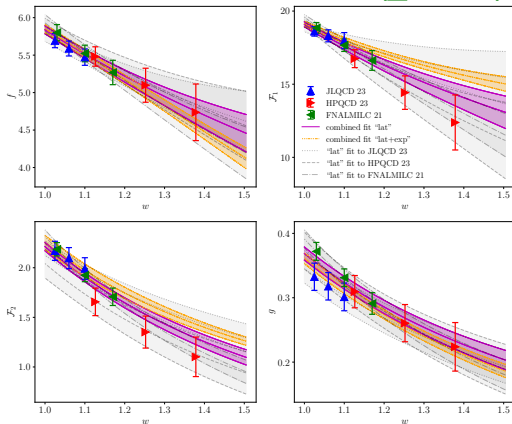 6.0
5.5
5.0
4.5
4.0
f
1.0 1.1 1.2 1.3 1.4 1.5
w
20
15
10
F₁
JLQCD 23
HPQCD 23
FNALMILC 21
combined fit "lat"
combined fit "lat+exp"
"lat" fit to JLQCD 23
"lat" fit to HPQCD 23
"lat" fit to FNALMILC 21
1.0 1.1 1.2 1.3 1.4 1.5
w
2.0
1.5
1.0
F₂
1.0 1.1 1.2 1.3 1.4 1.5
w
0.4
0.3
0.2
g
1.0 1.1 1.2 1.3 1.4 1.5
w